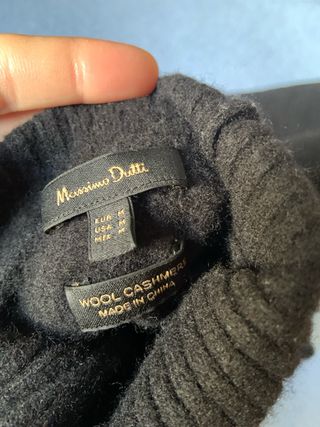 Massimo Dutti
EUR M
USA M
MEX M
WOOL CASHMERE
MADE IN CHINA